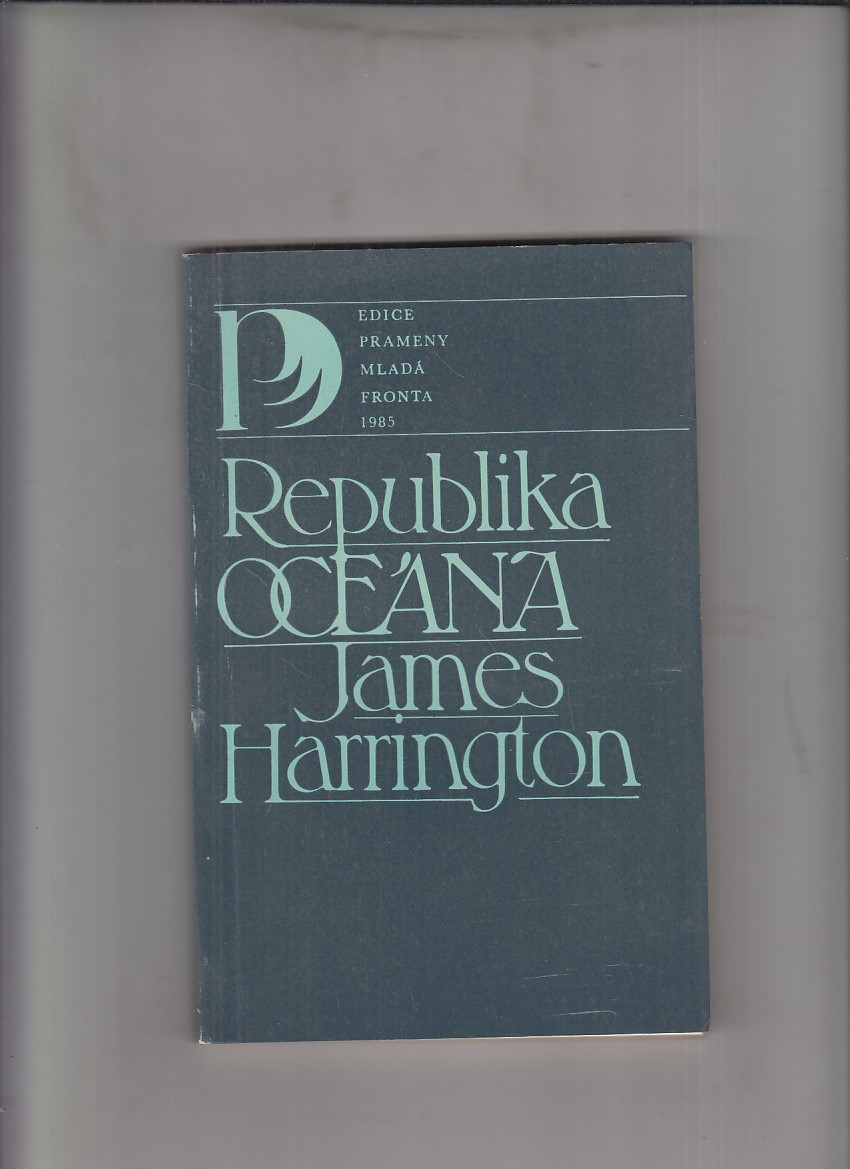 EDICE
PRAMENY
MLADÁ
FRONTA
1985
Republika
OCEÁNA
James
Harrington